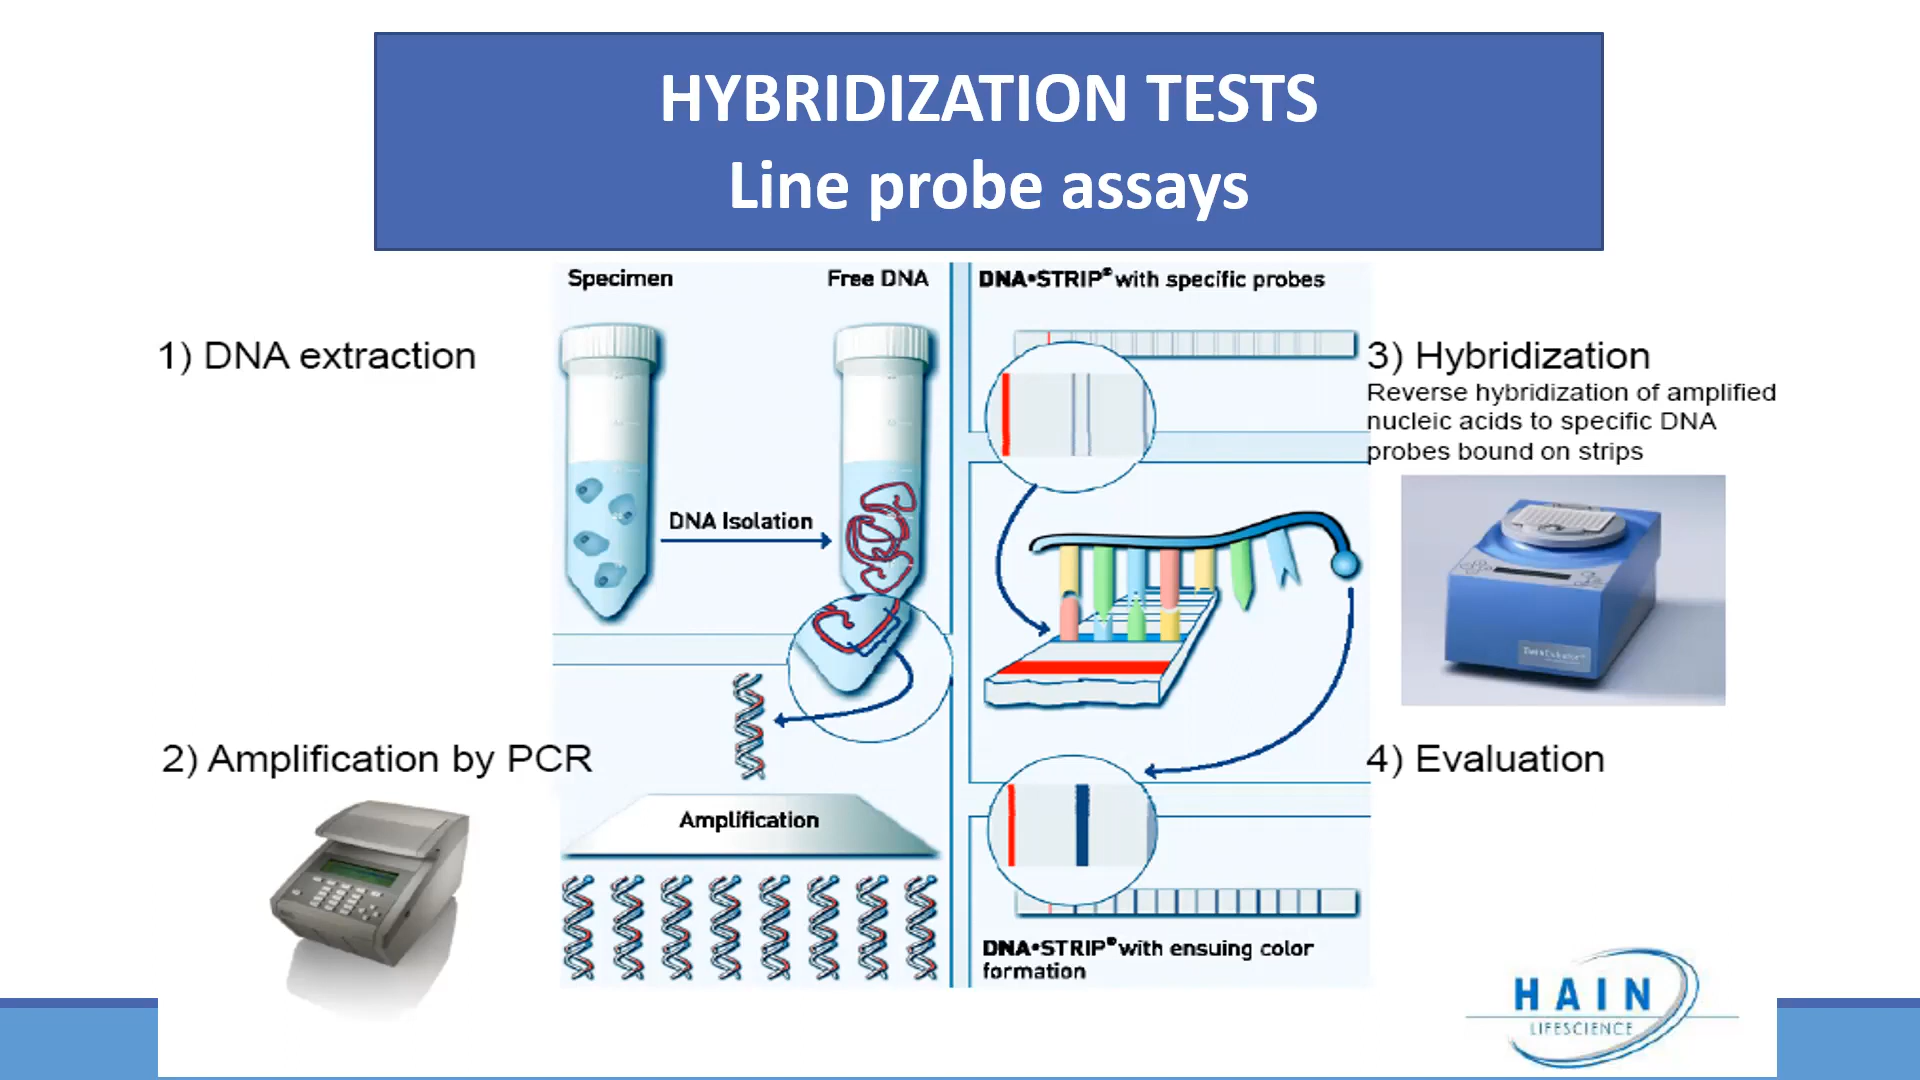 HYBRIDIZATION TESTS
Line probe assays
Specimen
Free DNA
DNA•STRIP® with specific probes
1) DNA extraction
3) Hybridization
Reverse hybridization of amplified
nucleic acids to specific DNA
probes bound on strips
DNA Isolation
2) Amplification by PCR
4) Evaluation
Amplification
DNA•STRIP® with ensuing color
formation
HAIN
LIFESCIENCE